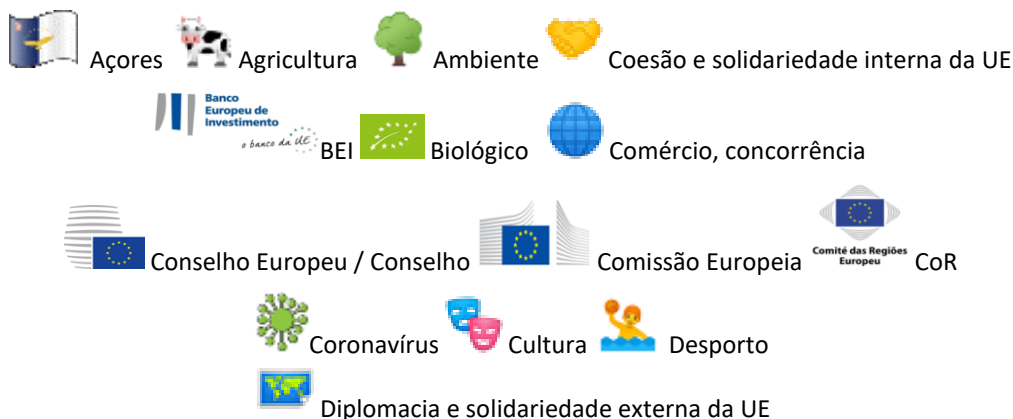 Açores Agricultura Ambiente Coesão e solidariedade interna da UE
Banco
Europeu de
Investimento
o banco da UE
BEI Biológico Comércio, concorrência
Conselho Europeu / Conselho Comissão Europeia
Comité das Regiões
Europeu
CoR
Coronavírus Cultura Desporto
Diplomacia e solidariedade externa da UE